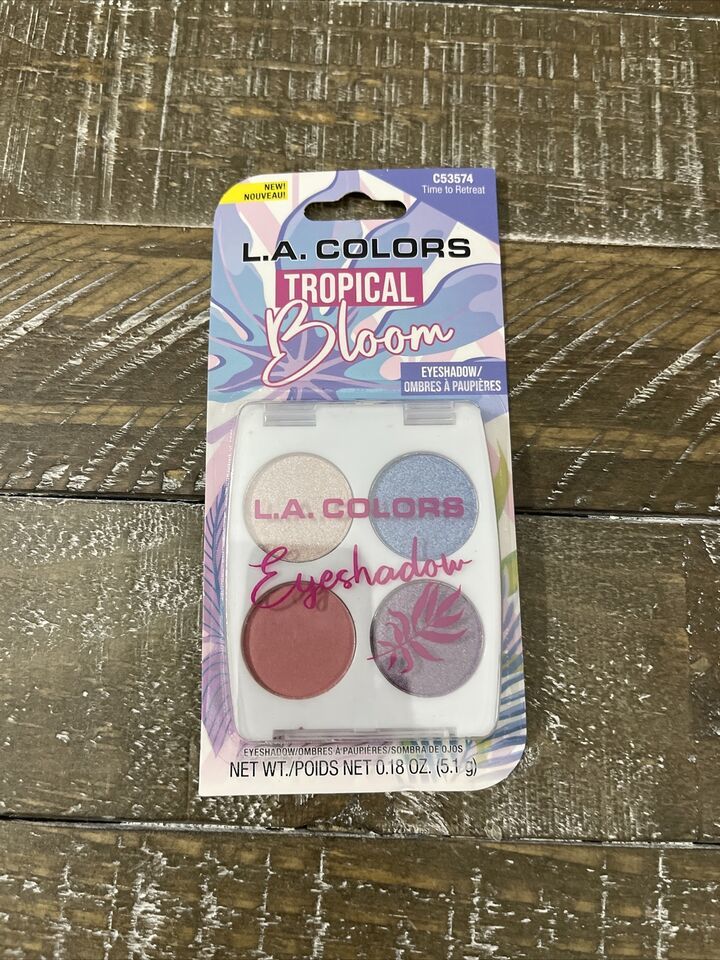 NEW!
NOUVEAU!
C53574
Time to Retreat
L.A. COLORS
TROPICAL
Bloom
EYESHADOW/
OMBRES À PAUPIÈRES
L.A. COLORS
Eyeshadow
EYESHADOW/OMBRES À PAUPIÈRES/SOMBRA DE OJOS
NET WT./POIDS NET 0.18 OZ. (5.1 g)